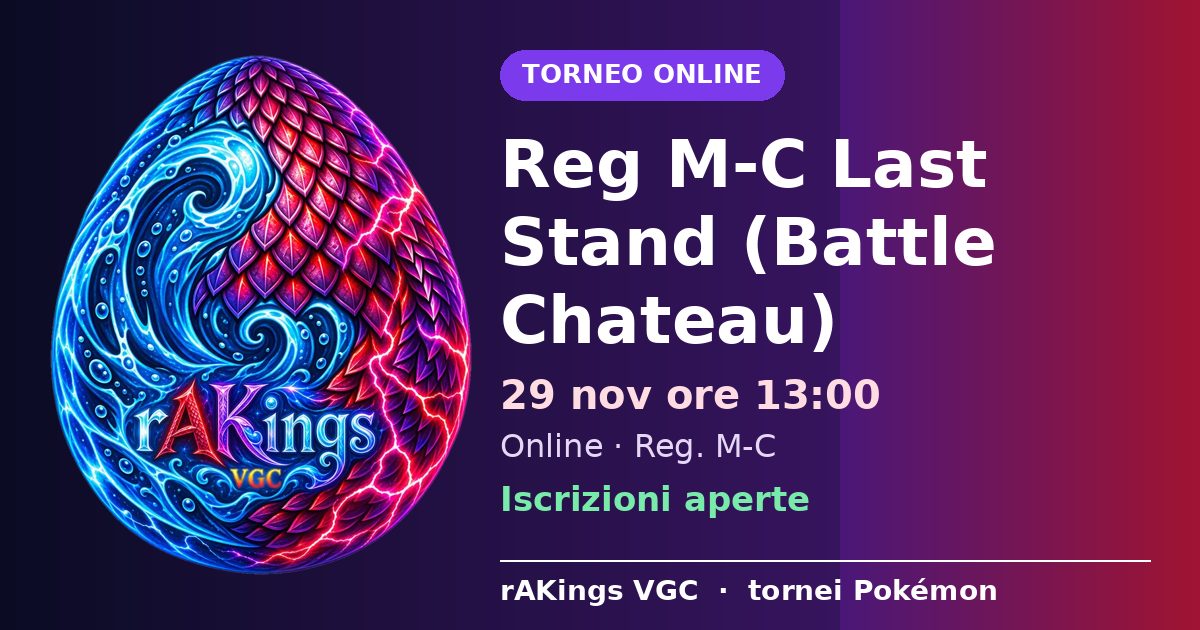 TORNEO ONLINE
Reg M-C Last
Stand (Battle
Chateau)
29 nov ore 13:00
Online · Reg. M-C
Iscrizioni aperte
rAKings
VGC
rAKings VGC · tornei Pokémon